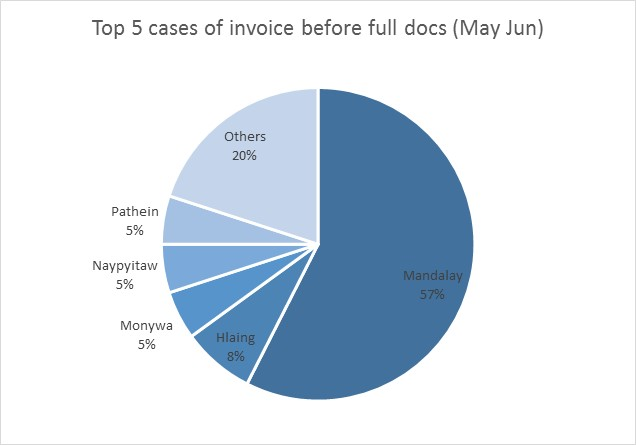 Top 5 cases of invoice before full docs (May Jun)
Others
20%
Pathein
5%
Naypyitaw
5%
Monywa
5%
Hlaing
8%
Mandalay
57%